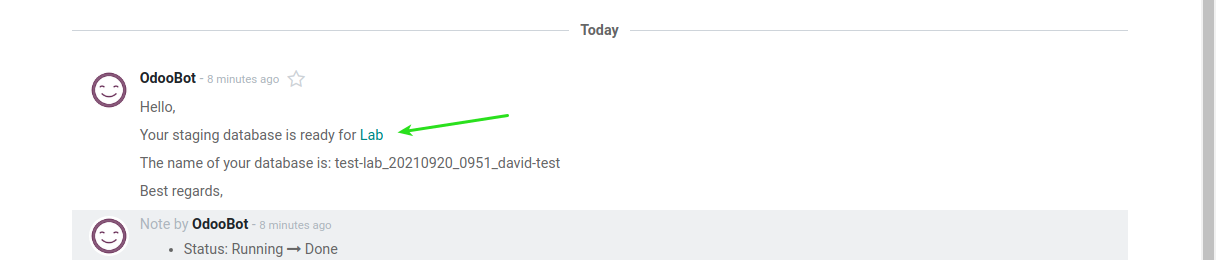 Today
OdooBot - 8 minutes ago
Hello,
Your staging database is ready for Lab
The name of your database is: test-lab_20210920_0951_david-test
Best regards,
Note by OdooBot - 8 minutes ago
• Status: Running → Done